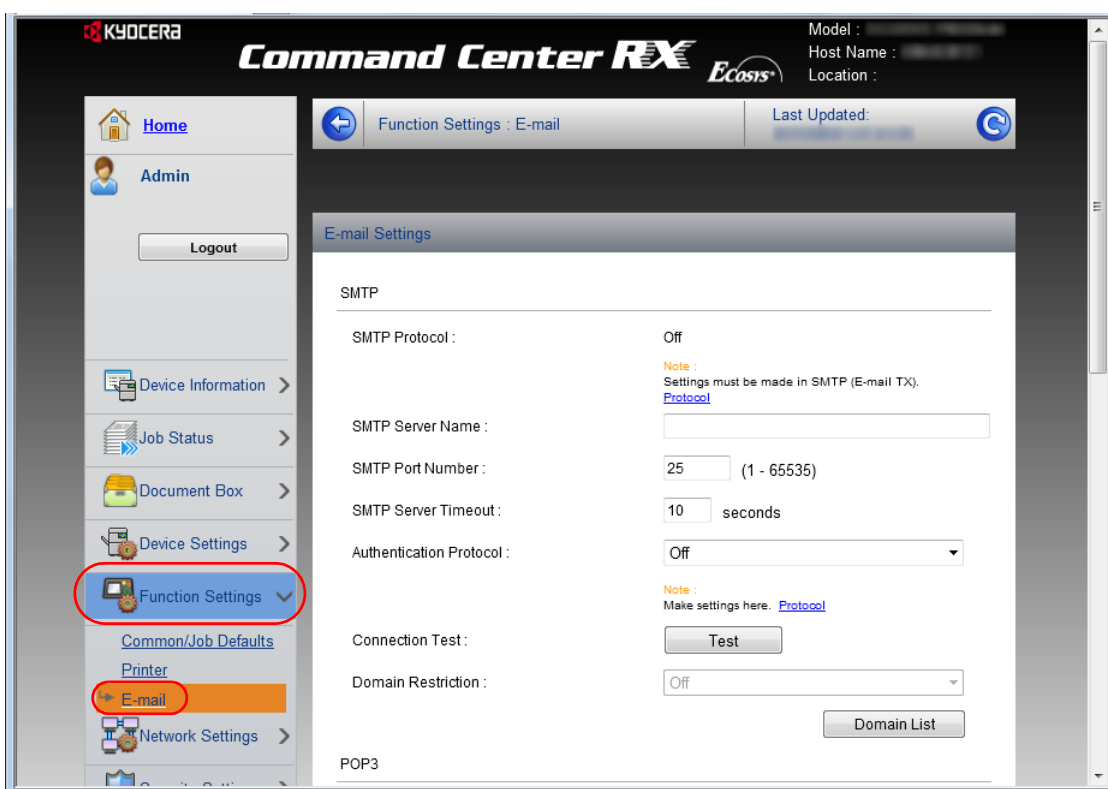 KYOCERA
Command Center RX
Ecosys
Model :
Host Name :
Location :
Home
Admin
Logout
Device Information
Job Status
Document Box
Device Settings
Function Settings
Common/Job Defaults
Printer
E-mail
Network Settings
Function Settings : E-mail
Last Updated:
E-mail Settings
SMTP
SMTP Protocol : Off
Note :
Settings must be made in SMTP (E-mail TX).
Protocol
SMTP Server Name :
SMTP Port Number : 25 (1 - 65535)
SMTP Server Timeout : 10 seconds
Authentication Protocol : Off
Note :
Make settings here. Protocol
Connection Test : Test
Domain Restriction : Off
Domain List
POP3